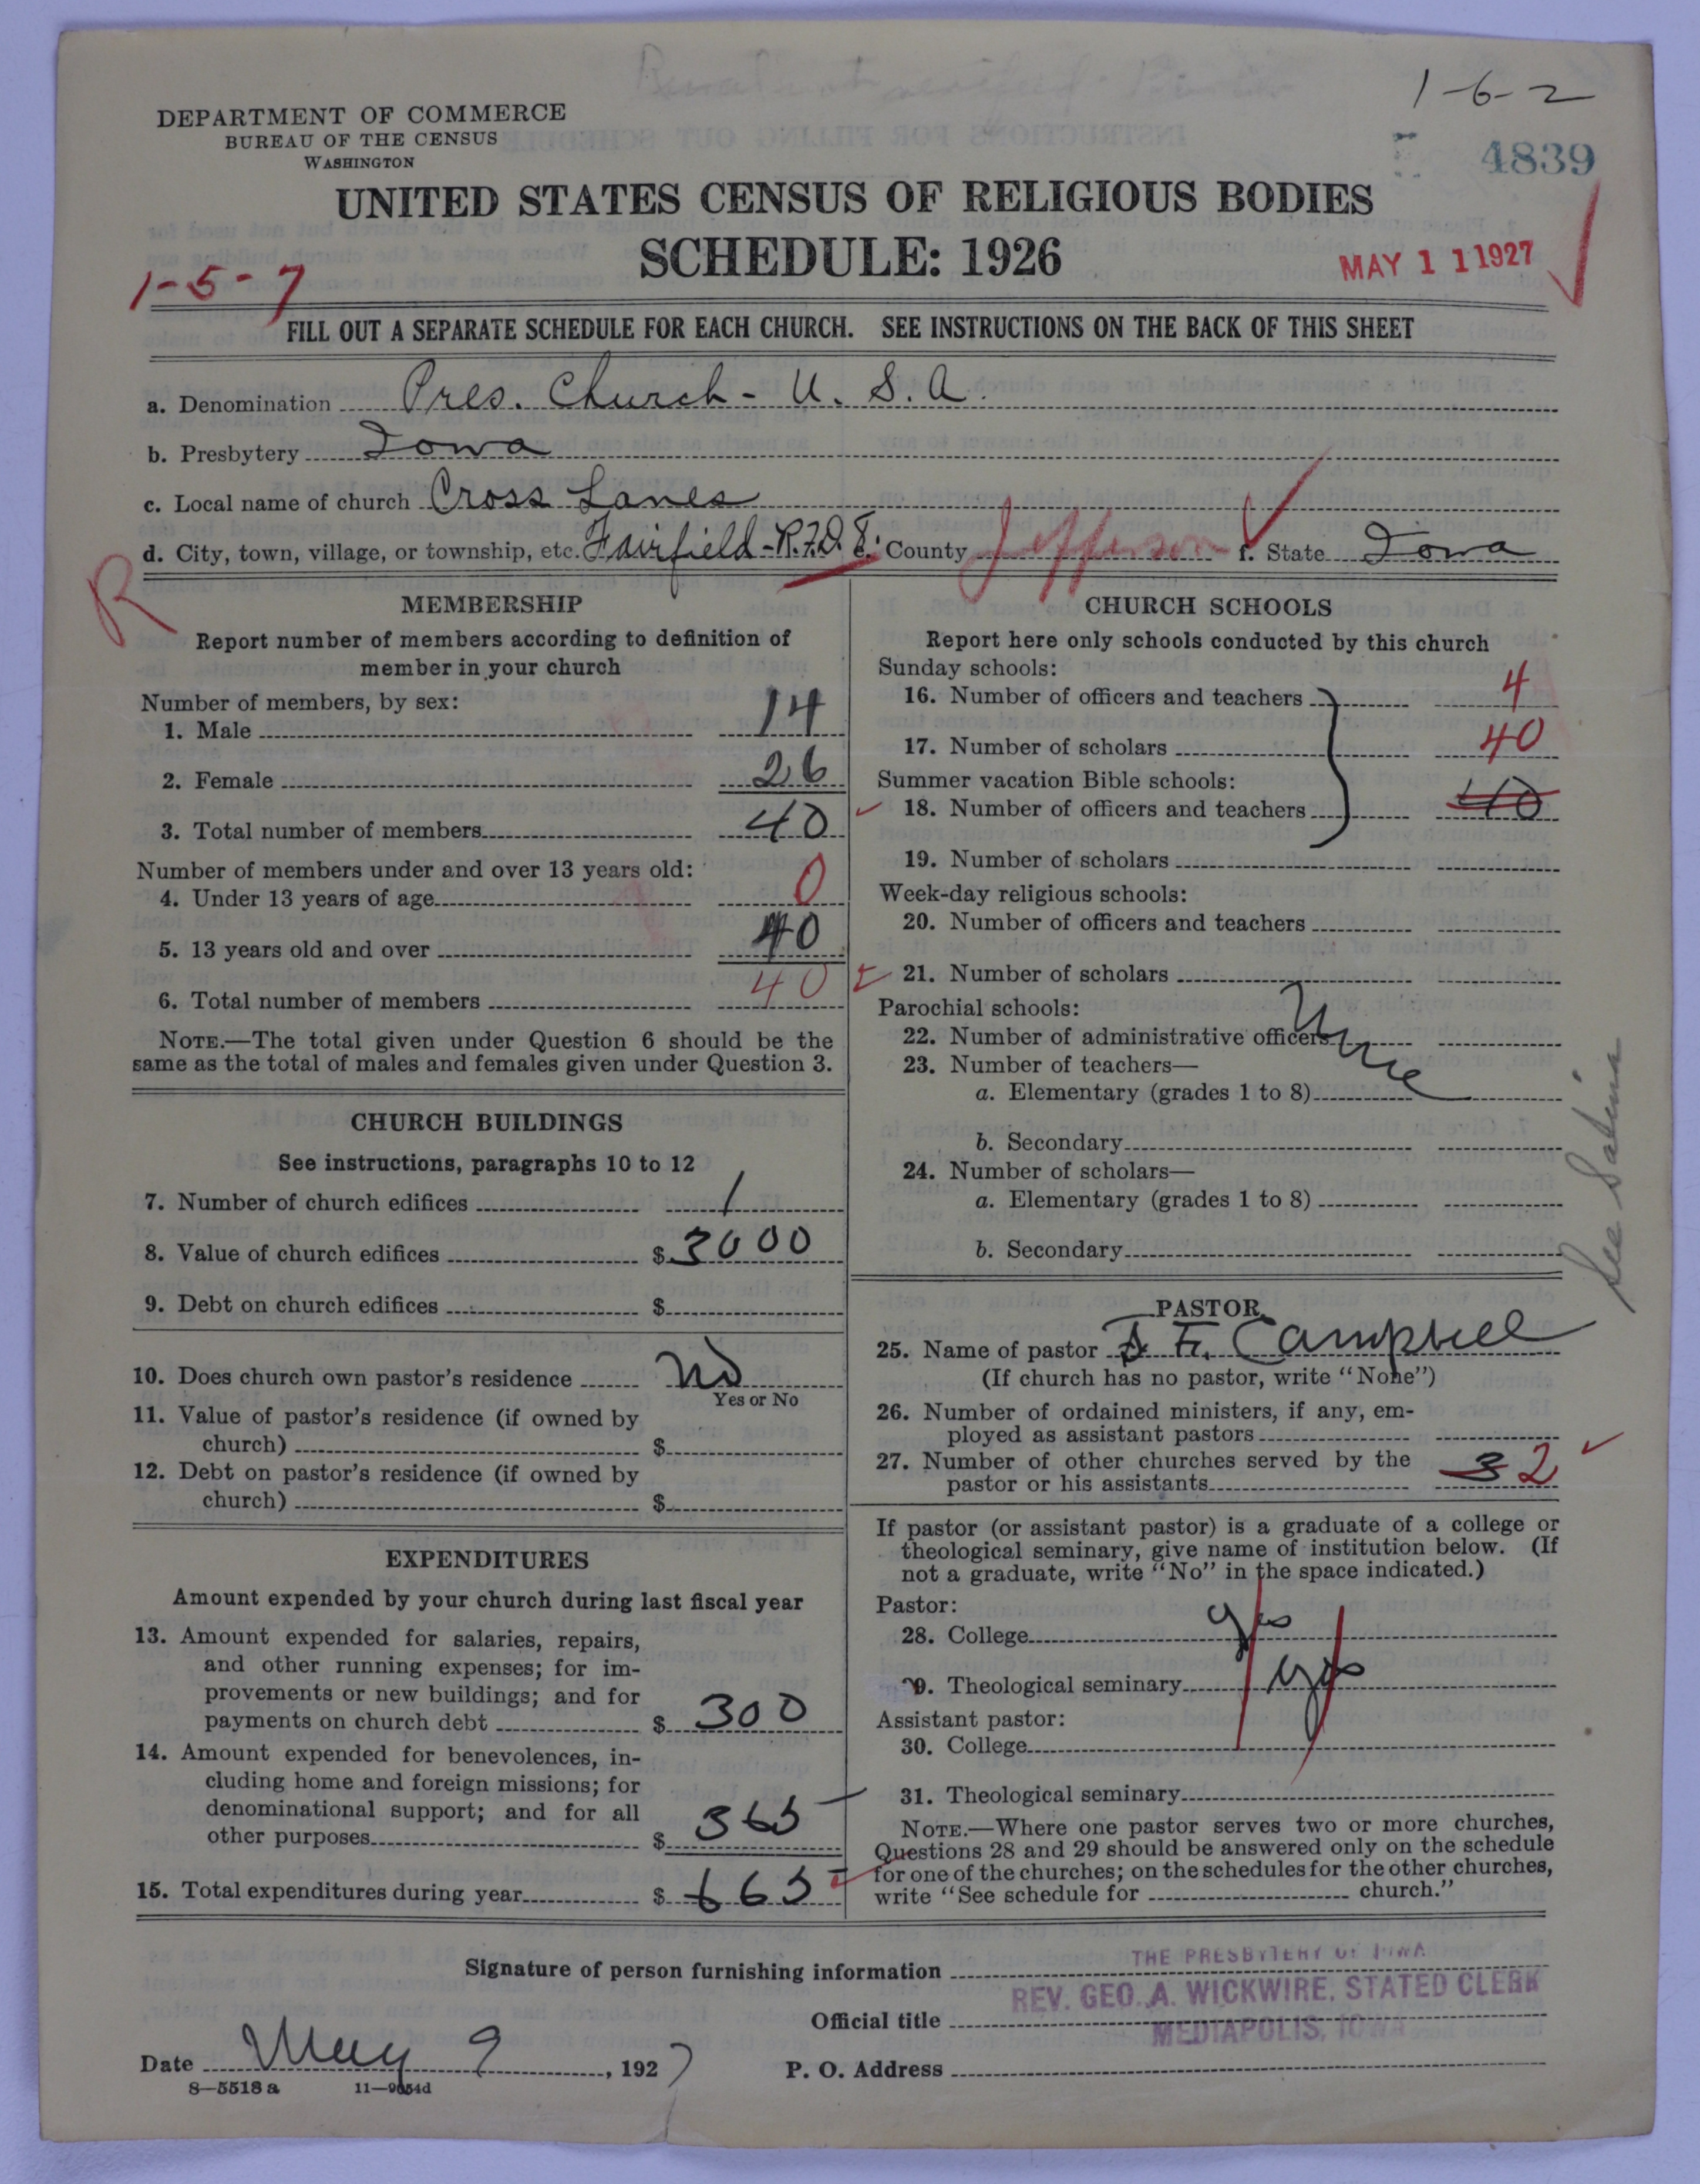 1-6-2
DEPARTMENT OF COMMERCE
BUREAU OF THE CENSUS
WASHINGTON
4839
UNITED STATES CENSUS OF RELIGIOUS BODIES
SCHEDULE: 1926
MAY 11 1927
1-5-7
FILL OUT A SEPARATE SCHEDULE FOR EACH CHURCH. SEE INSTRUCTIONS ON THE BACK OF THIS SHEET
a. Denomination Pres. Church - U. S. A.
b. Presbytery Iowa
c. Local name of church Cross Lanes
d. City, town, village, or township, etc. Fairfield - R.F.D. 8. e. County Jefferson f. State Iowa
R
MEMBERSHIP
Report number of members according to definition of
member in your church
Number of members, by sex:
1. Male 14
2. Female 26
3. Total number of members 40
Number of members under and over 13 years old:
4. Under 13 years of age 0
5. 13 years old and over 40
6. Total number of members 40
NOTE.—The total given under Question 6 should be the
same as the total of males and females given under Question 3.
CHURCH BUILDINGS
See instructions, paragraphs 10 to 12
7. Number of church edifices 1
8. Value of church edifices $ 3000
9. Debt on church edifices $
10. Does church own pastor's residence No
Yes or No
11. Value of pastor's residence (if owned by
church) $
12. Debt on pastor's residence (if owned by
church) $
EXPENDITURES
Amount expended by your church during last fiscal year
13. Amount expended for salaries, repairs,
and other running expenses; for im-
provements or new buildings; and for
payments on church debt $ 300
14. Amount expended for benevolences, in-
cluding home and foreign missions; for
denominational support; and for all
other purposes $ 365
15. Total expenditures during year $ 665
CHURCH SCHOOLS
Report here only schools conducted by this church
Sunday schools:
16. Number of officers and teachers 4
17. Number of scholars 40
Summer vacation Bible schools:
18. Number of officers and teachers 40
19. Number of scholars
Week-day religious schools:
20. Number of officers and teachers
21. Number of scholars
Parochial schools:
22. Number of administrative officers
None
23. Number of teachers—
a. Elementary (grades 1 to 8)
b. Secondary
24. Number of scholars—
a. Elementary (grades 1 to 8)
b. Secondary
See Salina
PASTOR
25. Name of pastor F. Campbell
(If church has no pastor, write "None")
26. Number of ordained ministers, if any, em-
ployed as assistant pastors
27. Number of other churches served by the
pastor or his assistants 3 2
If pastor (or assistant pastor) is a graduate of a college or
theological seminary, give name of institution below. (If
not a graduate, write "No" in the space indicated.)
Pastor:
28. College Yes
29. Theological seminary Yes
Assistant pastor:
30. College
31. Theological seminary
NOTE.—Where one pastor serves two or more churches,
Questions 28 and 29 should be answered only on the schedule
for one of the churches; on the schedules for the other churches,
write "See schedule for church."
Signature of person furnishing information THE PRESBYTERY OF IOWA
REV. GEO. A. WICKWIRE, STATED CLERK
Official title MEDIAPOLIS, IOWA
Date May 9, 1927
P. O. Address
8-5518 a 11-9054d